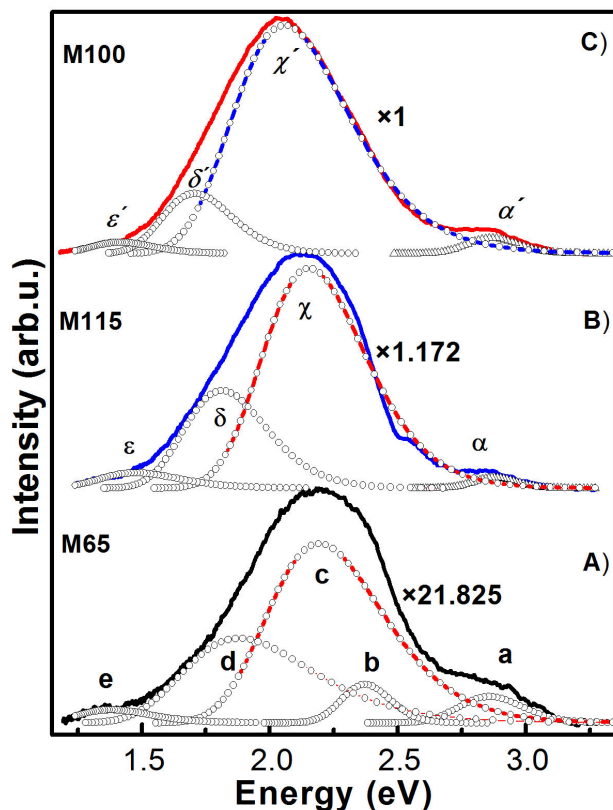 M100
C)
χ´
×1
δ´
ε´
α´
M115
B)
χ
×1.172
δ
ε
α
M65
A)
c
×21.825
d
b
a
e
1.5 2.0 2.5 3.0
Energy (eV)
Intensity (arb.u.)